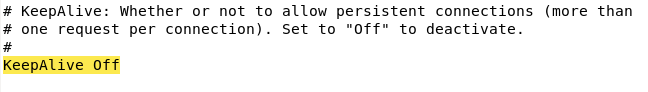 # KeepAlive: Whether or not to allow persistent connections (more than
# one request per connection). Set to "Off" to deactivate.
#
KeepAlive Off